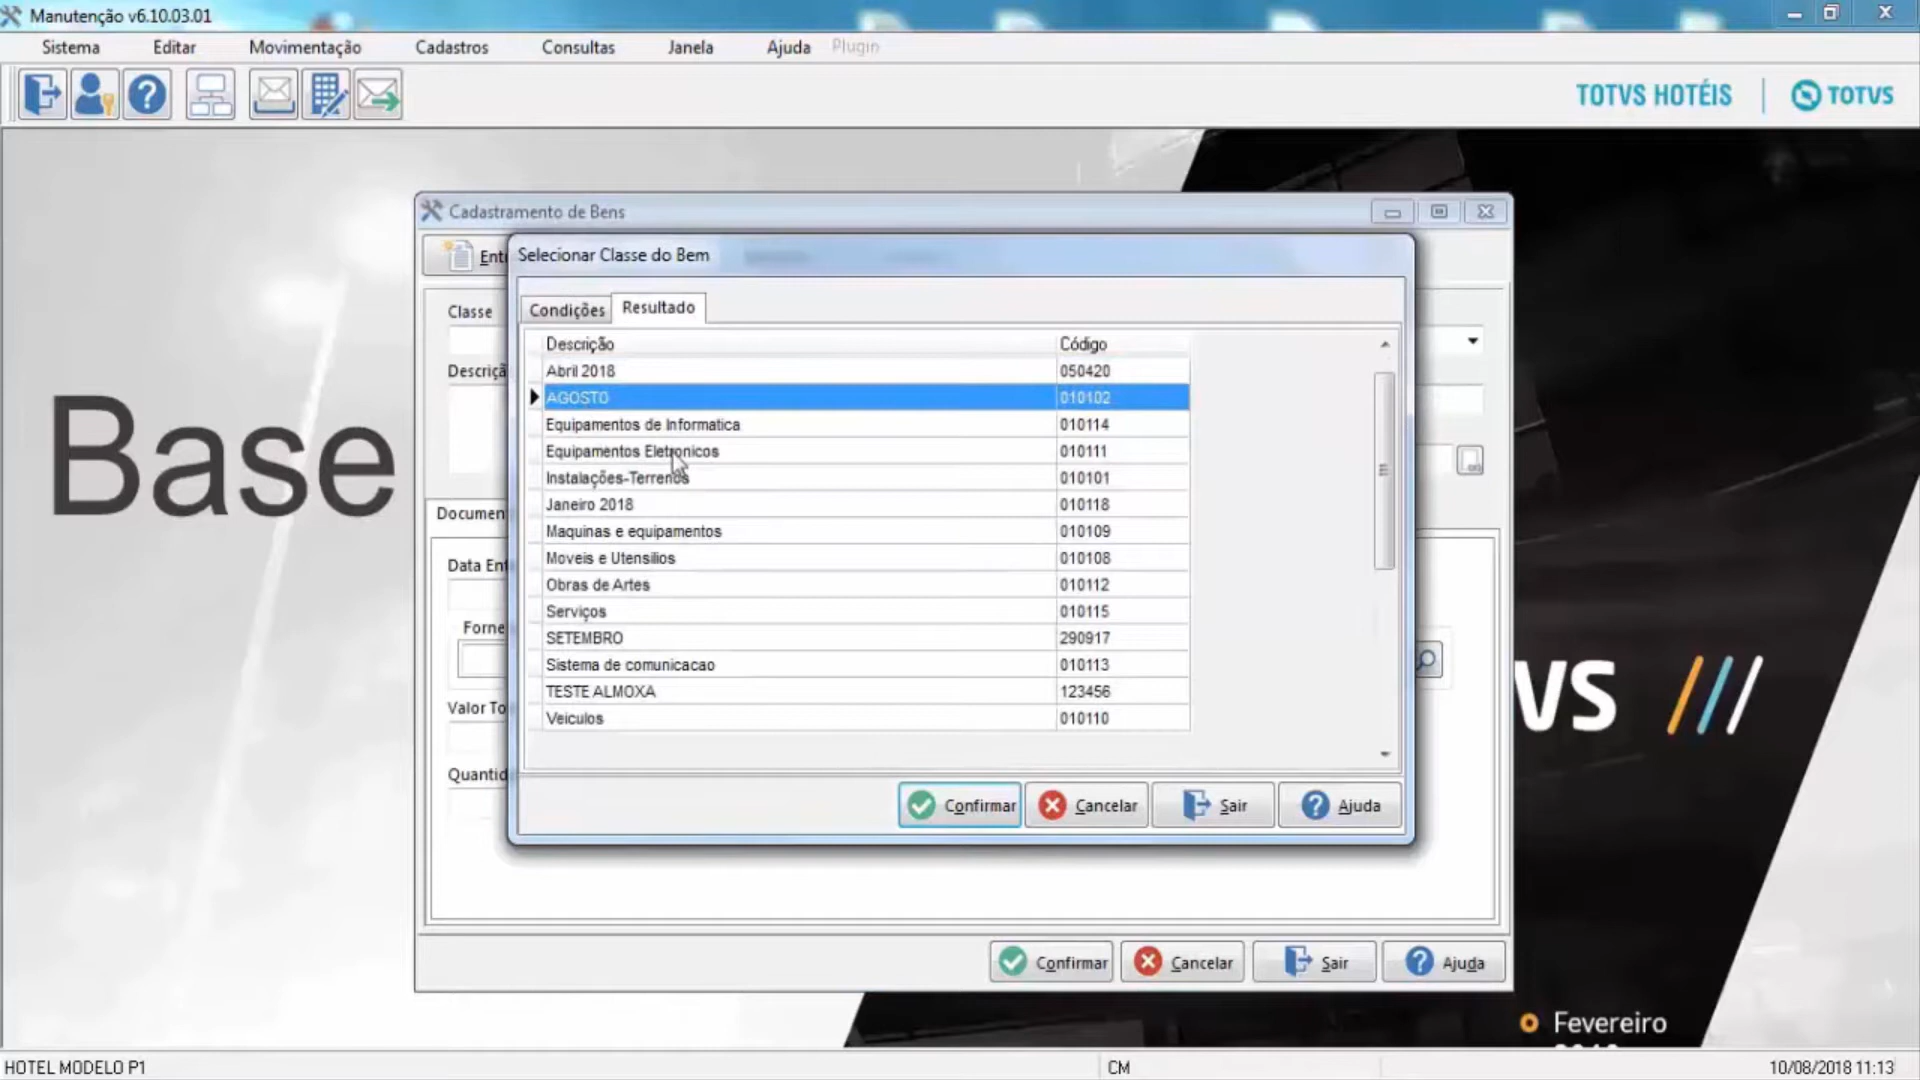 Manutenção v6.10.03.01
Sistema Editar Movimentação Cadastros Consultas Janela Ajuda Plugin
TOTVS HOTÉIS TOTVS
Cadastramento de Bens
Selecionar Classe do Bem
Classe
Condições Resultado
Descrição Código
Abril 2018 050420
AGOSTO 010102
Equipamentos de Informatica 010114
Equipamentos Eletronicos 010111
Instalações-Terrenos 010101
Janeiro 2018 010118
Maquinas e equipamentos 010109
Moveis e Utensilios 010108
Obras de Artes 010112
Serviços 010115
SETEMBRO 290917
Sistema de comunicacao 010113
TESTE ALMOXA 123456
Veiculos 010110
Confirmar Cancelar Sair Ajuda
Confirmar Cancelar Sair Ajuda
Base
VS
Fevereiro
HOTEL MODELO P1 CM 10/08/2018 11:13